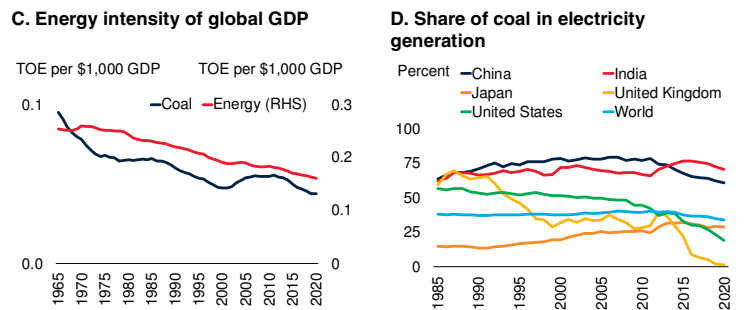 C. Energy intensity of global GDP
TOE per $1,000 GDP TOE per $1,000 GDP
Coal Energy (RHS)
0.1
0.0
0.3
0.2
0.1
0
1965 1970 1975 1980 1985 1990 1995 2000 2005 2010 2015 2020
D. Share of coal in electricity
generation
Percent
China India
Japan United Kingdom
United States World
100
75
50
25
0
1985 1990 1995 2000 2005 2010 2015 2020